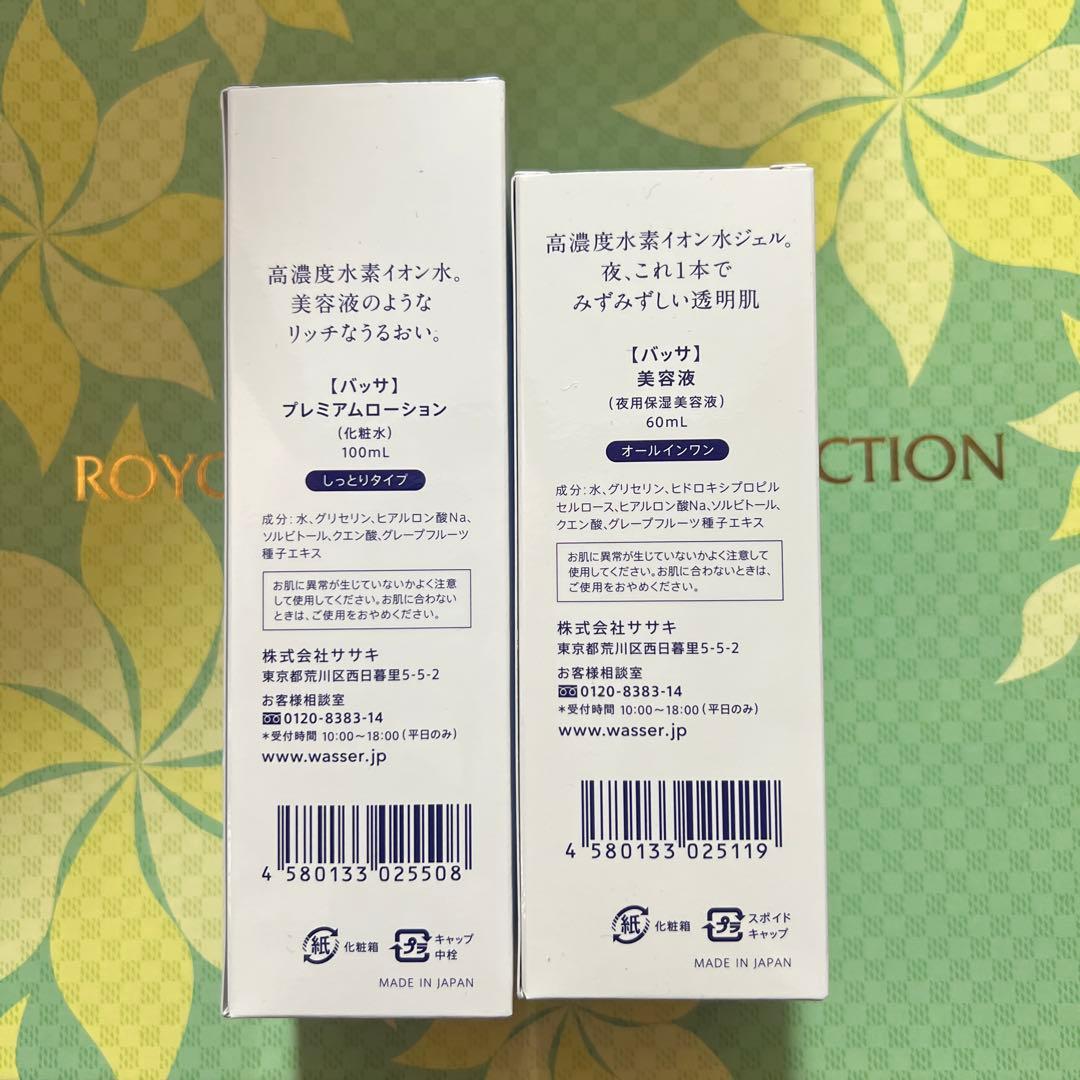 高濃度水素イオン水。
美容液のような
リッチなうるおい。
【バッサ】
プレミアムローション
(化粧水)
100mL
しっとりタイプ
成分:水、グリセリン、ヒアルロン酸Na、
ソルビトール、クエン酸、グレープフルーツ
種子エキス
お肌に異常が生じていないかよく注意
して使用してください。お肌に合わない
ときは、ご使用をおやめください。
株式会社ササキ
東京都荒川区西日暮里5-5-2
お客様相談室
0120-8383-14
*受付時間 10:00~18:00(平日のみ)
www.wasser.jp
4 580133 025508
紙 化粧箱
プラ キャップ
中栓
MADE IN JAPAN
高濃度水素イオン水ジェル。
夜、これ1本で
みずみずしい透明肌
【バッサ】
美容液
(夜用保湿美容液)
60mL
オールインワン
成分:水、グリセリン、ヒドロキシプロピル
セルロース、ヒアルロン酸Na、ソルビトール、
クエン酸、グレープフルーツ種子エキス
お肌に異常が生じていないかよく注意して
使用してください。お肌に合わないときは、
ご使用をおやめください。
株式会社ササキ
東京都荒川区西日暮里5-5-2
お客様相談室
0120-8383-14
*受付時間 10:00~18:00(平日のみ)
www.wasser.jp
4 580133 025119
紙 化粧箱
プラ スポイド
キャップ
MADE IN JAPAN
ROYC
CTION